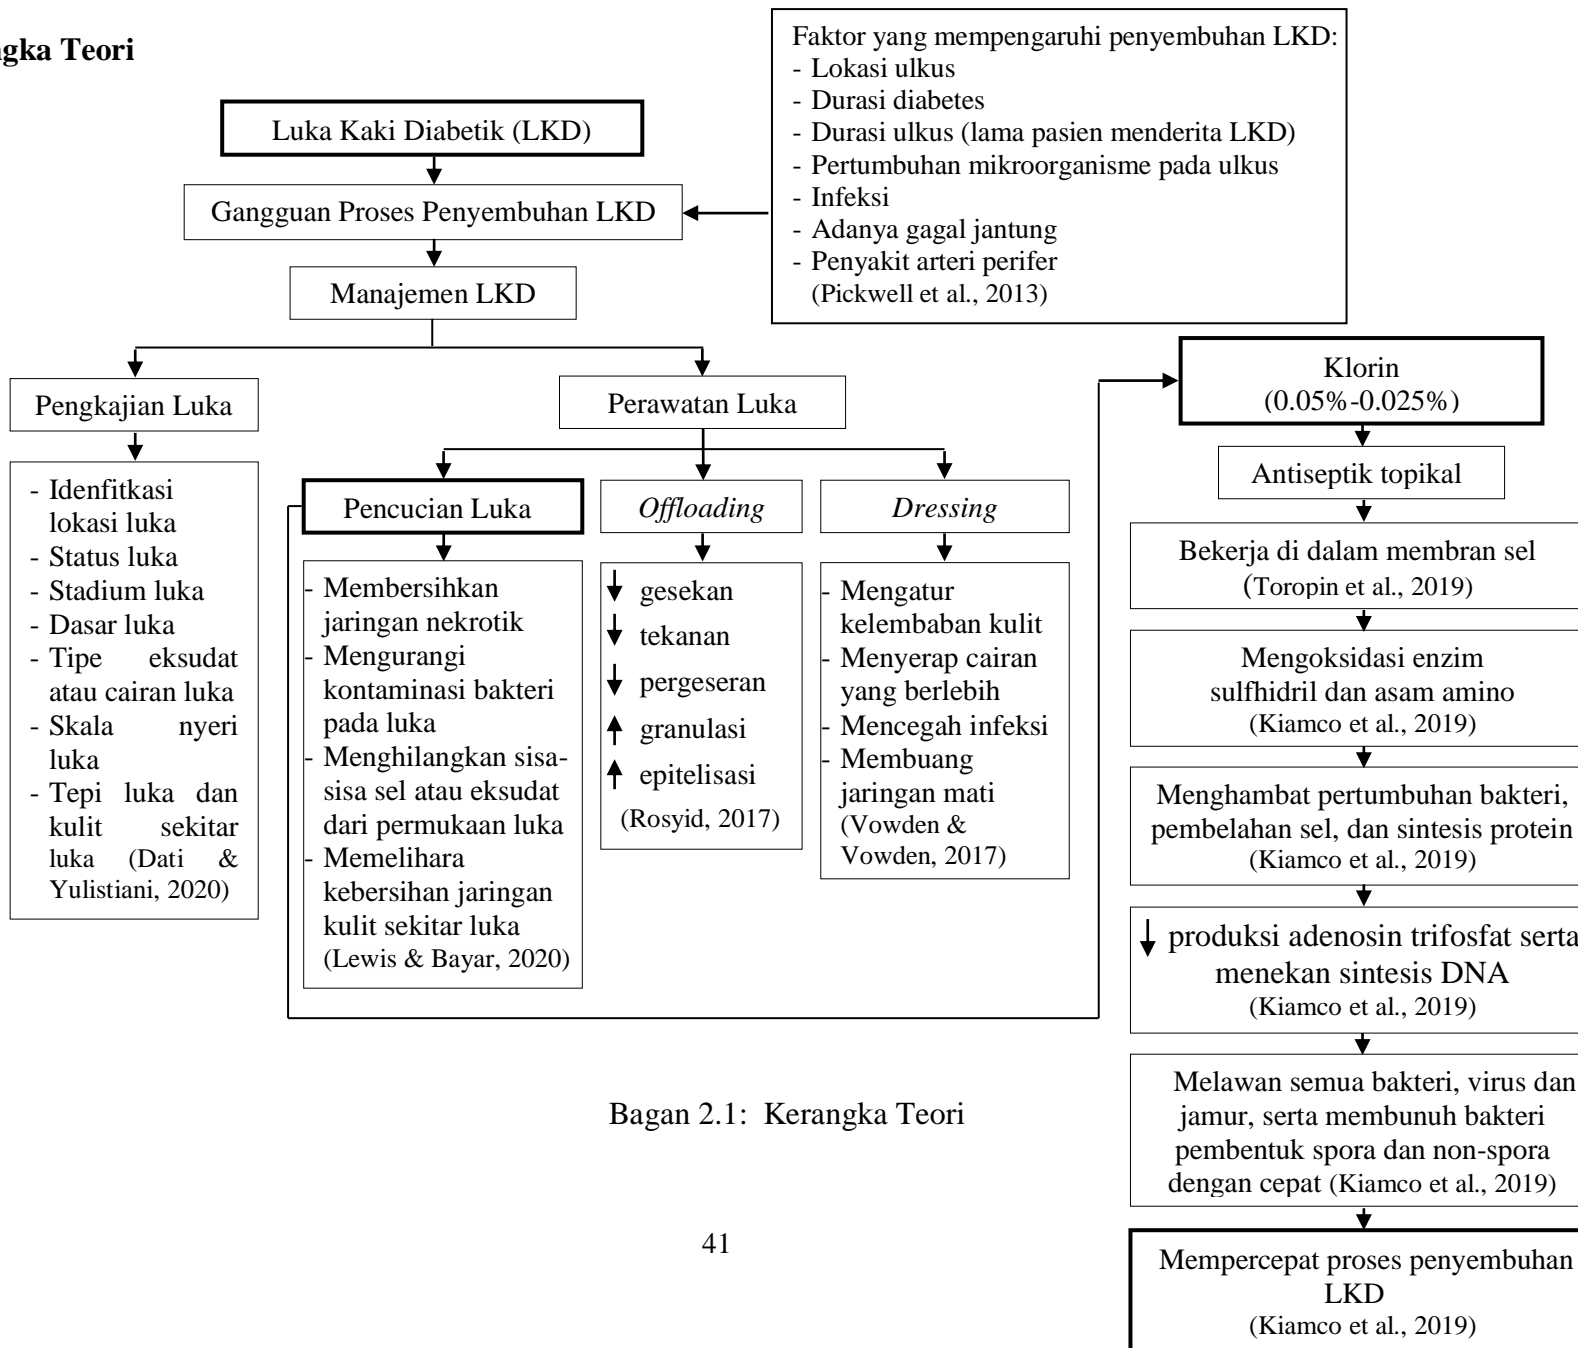 ngka Teori
Faktor yang mempengaruhi penyembuhan LKD:
- Lokasi ulkus
- Durasi diabetes
- Durasi ulkus (lama pasien menderita LKD)
- Pertumbuhan mikroorganisme pada ulkus
- Infeksi
- Adanya gagal jantung
- Penyakit arteri perifer
(Pickwell et al., 2013)
Luka Kaki Diabetik (LKD)
Gangguan Proses Penyembuhan LKD
Manajemen LKD
Pengkajian Luka
- Idenfitkasi
lokasi luka
- Status luka
- Stadium luka
- Dasar luka
- Tipe eksudat
atau cairan luka
- Skala nyeri
luka
- Tepi luka dan
kulit sekitar
luka (Dati &
Yulistiani, 2020)
Perawatan Luka
Pencucian Luka
- Membersihkan
jaringan nekrotik
- Mengurangi
kontaminasi bakteri
pada luka
- Menghilangkan sisa-
sisa sel atau eksudat
dari permukaan luka
- Memelihara
kebersihan jaringan
kulit sekitar luka
(Lewis & Bayar, 2020)
Offloading
↓ gesekan
↓ tekanan
↓ pergeseran
↑ granulasi
↑ epitelisasi
(Rosyid, 2017)
Dressing
- Mengatur
kelembaban kulit
- Menyerap cairan
yang berlebih
- Mencegah infeksi
- Membuang
jaringan mati
(Vowden &
Vowden, 2017)
Klorin
(0.05%-0.025%)
Antiseptik topikal
Bekerja di dalam membran sel
(Toropin et al., 2019)
Mengoksidasi enzim
sulfhidril dan asam amino
(Kiamco et al., 2019)
Menghambat pertumbuhan bakteri,
pembelahan sel, dan sintesis protein
(Kiamco et al., 2019)
↓ produksi adenosin trifosfat serta
menekan sintesis DNA
(Kiamco et al., 2019)
Melawan semua bakteri, virus dan
jamur, serta membunuh bakteri
pembentuk spora dan non-spora
dengan cepat (Kiamco et al., 2019)
Mempercepat proses penyembuhan
LKD
(Kiamco et al., 2019)
Bagan 2.1: Kerangka Teori
41